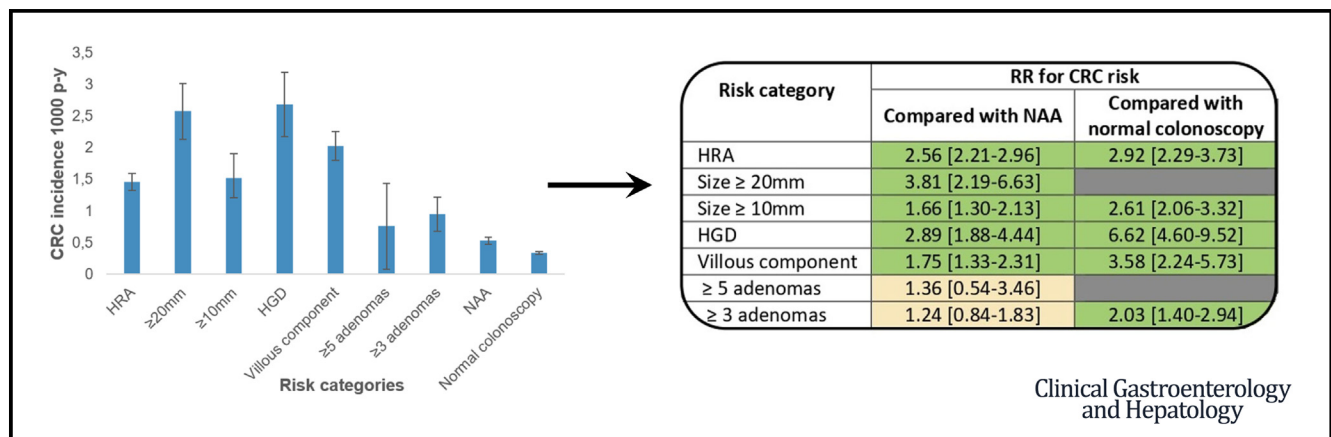 CRC incidence 1000 p-y
3,5
3
2,5
2
1,5
1
0,5
0
HRA
≥20mm
≥10mm
HGD
Villous component
≥5 adenomas
≥3 adenomas
NAA
Normal colonoscopy
Risk categories
Risk category
RR for CRC risk
Compared with NAA
Compared with
normal colonoscopy
HRA 2.56 [2.21-2.96] 2.92 [2.29-3.73]
Size ≥ 20mm 3.81 [2.19-6.63]
Size ≥ 10mm 1.66 [1.30-2.13] 2.61 [2.06-3.32]
HGD 2.89 [1.88-4.44] 6.62 [4.60-9.52]
Villous component 1.75 [1.33-2.31] 3.58 [2.24-5.73]
≥ 5 adenomas 1.36 [0.54-3.46]
≥ 3 adenomas 1.24 [0.84-1.83] 2.03 [1.40-2.94]
Clinical Gastroenterology
and Hepatology